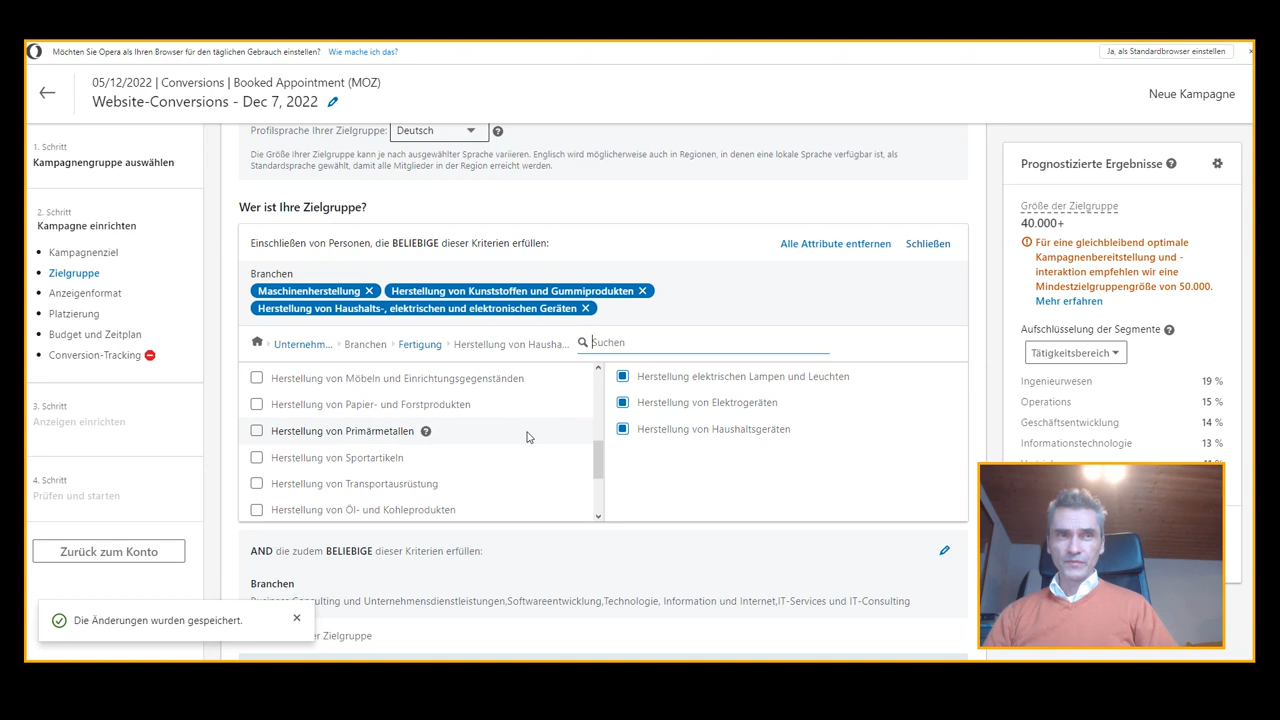 Möchten Sie Opera als Ihren Browser für den täglichen Gebrauch einstellen? Wie mache ich das? Ja, als Standardbrowser einstellen
05/12/2022 | Conversions | Booked Appointment (MOZ)
Website-Conversions - Dec 7, 2022
Neue Kampagne
1. Schritt
Kampagnengruppe auswählen
2. Schritt
Kampagne einrichten
Kampagnenziel
Zielgruppe
Anzeigenformat
Platzierung
Budget und Zeitplan
Conversion-Tracking
3. Schritt
Anzeigen einrichten
4. Schritt
Prüfen und starten
Zurück zum Konto
Die Änderungen wurden gespeichert.
Profilsprache Ihrer Zielgruppe: Deutsch
Die Größe Ihrer Zielgruppe kann je nach ausgewählter Sprache variieren. Englisch wird möglicherweise auch in Regionen, in denen eine lokale Sprache verfügbar ist, als
Standardsprache gewählt, damit alle Mitglieder in der Region erreicht werden.
Wer ist Ihre Zielgruppe?
Einschließen von Personen, die BELIEBIGE dieser Kriterien erfüllen:
Alle Attribute entfernen Schließen
Branchen
Maschinenherstellung Herstellung von Kunststoffen und Gummiprodukten
Herstellung von Haushalts-, elektrischen und elektronischen Geräten
Unternehm... Branchen Fertigung Herstellung von Hausha... Suchen
Herstellung von Möbeln und Einrichtungsgegenständen
Herstellung von Papier- und Forstprodukten
Herstellung von Primärmetallen
Herstellung von Sportartikeln
Herstellung von Transportausrüstung
Herstellung von Öl- und Kohleprodukten
Herstellung elektrischen Lampen und Leuchten
Herstellung von Elektrogeräten
Herstellung von Haushaltsgeräten
AND die zudem BELIEBIGE dieser Kriterien erfüllen:
Branchen
Business Consulting und Unternehmensdienstleistungen,Softwareentwicklung,Technologie, Information und Internet,IT-Services und IT-Consulting
er Zielgruppe
Prognostizierte Ergebnisse
Größe der Zielgruppe
40.000+
Für eine gleichbleibend optimale
Kampagnenbereitstellung und -
interaktion empfehlen wir eine
Mindestzielgruppengröße von 50.000.
Mehr erfahren
Aufschlüsselung der Segmente
Tätigkeitsbereich
Ingenieurwesen 19 %
Operations 15 %
Geschäftsentwicklung 14 %
Informationstechnologie 13 %